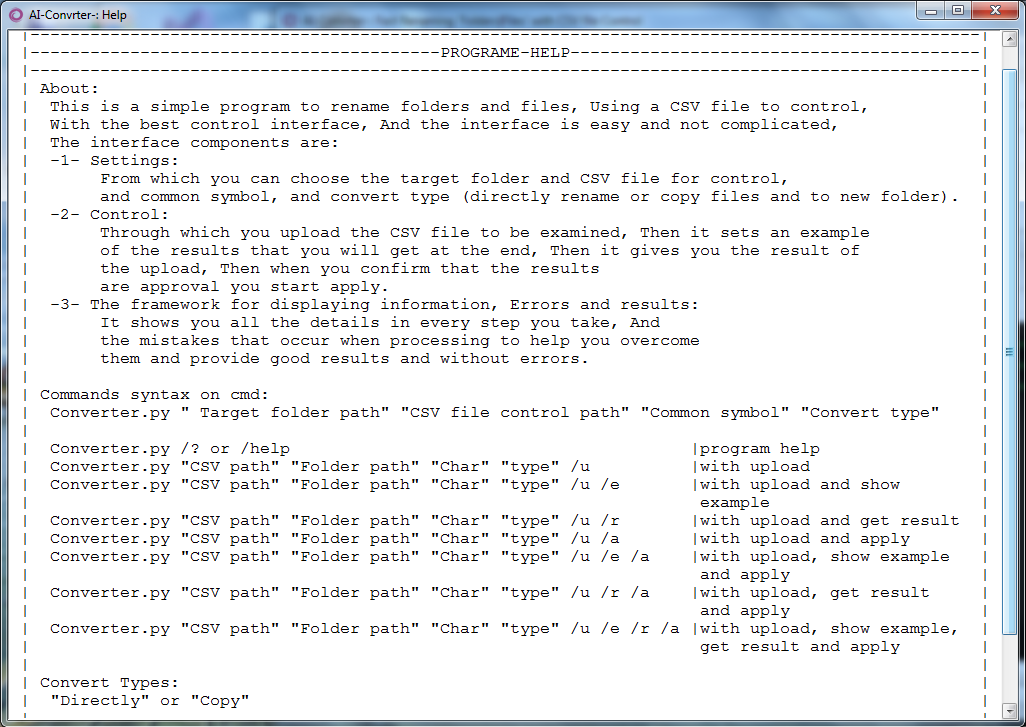 AI-Convrter-: Help
-----------------------------------------------------------------------------------------------|
-----------------------------------------PROGRAME-HELP-----------------------------------------|
-----------------------------------------------------------------------------------------------|
About:
This is a simple program to rename folders and files, Using a CSV file to control,
With the best control interface, And the interface is easy and not complicated,
The interface components are:
-1- Settings:
From which you can choose the target folder and CSV file for control,
and common symbol, and convert type (directly rename or copy files and to new folder).
-2- Control:
Through which you upload the CSV file to be examined, Then it sets an example
of the results that you will get at the end, Then it gives you the result of
the upload, Then when you confirm that the results
are approval you start apply.
-3- The framework for displaying information, Errors and results:
It shows you all the details in every step you take, And
the mistakes that occur when processing to help you overcome
them and provide good results and without errors.
Commands syntax on cmd:
Converter.py " Target folder path" "CSV file control path" "Common symbol" "Convert type"
Converter.py /? or /help |program help
Converter.py "CSV path" "Folder path" "Char" "type" /u |with upload
Converter.py "CSV path" "Folder path" "Char" "type" /u /e |with upload and show
example
Converter.py "CSV path" "Folder path" "Char" "type" /u /r |with upload and get result
Converter.py "CSV path" "Folder path" "Char" "type" /u /a |with upload and apply
Converter.py "CSV path" "Folder path" "Char" "type" /u /e /a |with upload, show example
and apply
Converter.py "CSV path" "Folder path" "Char" "type" /u /r /a |with upload, get result
and apply
Converter.py "CSV path" "Folder path" "Char" "type" /u /e /r /a |with upload, show example,
get result and apply
Convert Types:
"Directly" or "Copy"